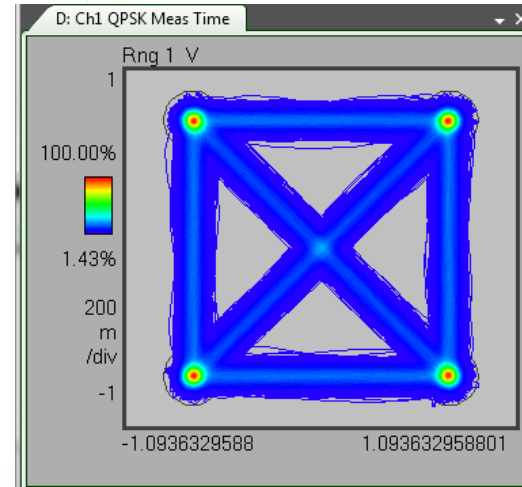 D: Ch1 QPSK Meas Time
Rng 1 V
1
100.00%
1.43%
200
m
/div
-1
-1.0936329588 1.093632958801